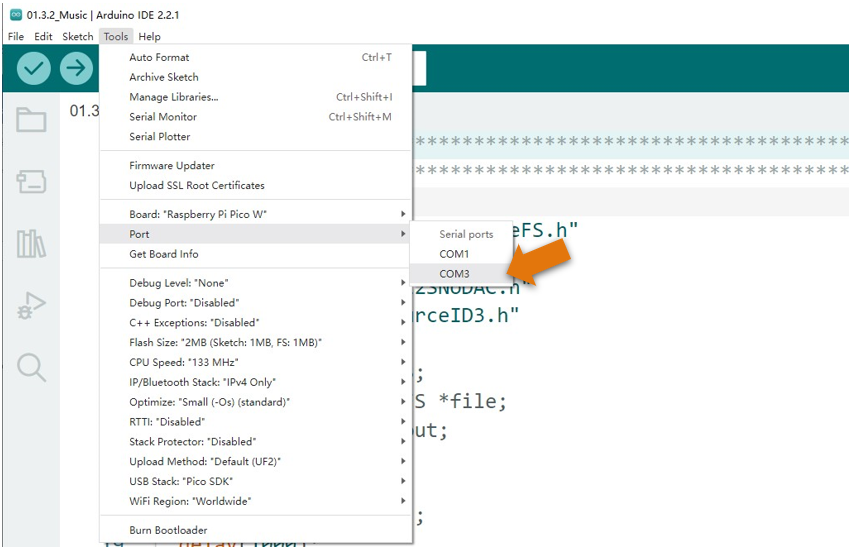 01.3.2_Music | Arduino IDE 2.2.1
File Edit Sketch Tools Help
Auto Format Ctrl+T
Archive Sketch
Manage Libraries... Ctrl+Shift+I
Serial Monitor Ctrl+Shift+M
Serial Plotter
Firmware Updater
Upload SSL Root Certificates
Board: "Raspberry Pi Pico W"
Port
Get Board Info
Debug Level: "None"
Debug Port: "Disabled"
C++ Exceptions: "Disabled"
Flash Size: "2MB (Sketch: 1MB, FS: 1MB)"
CPU Speed: "133 MHz"
IP/Bluetooth Stack: "IPv4 Only"
Optimize: "Small (-Os) (standard)"
RTTI: "Disabled"
Stack Protector: "Disabled"
Upload Method: "Default (UF2)"
USB Stack: "Pico SDK"
WiFi Region: "Worldwide"
Burn Bootloader
Serial ports
COM1
COM3
01.3
****************************************
****************************************
eFS.h"
23NoDAC.h"
rceID3.h"
;
S *file;
ut;
;